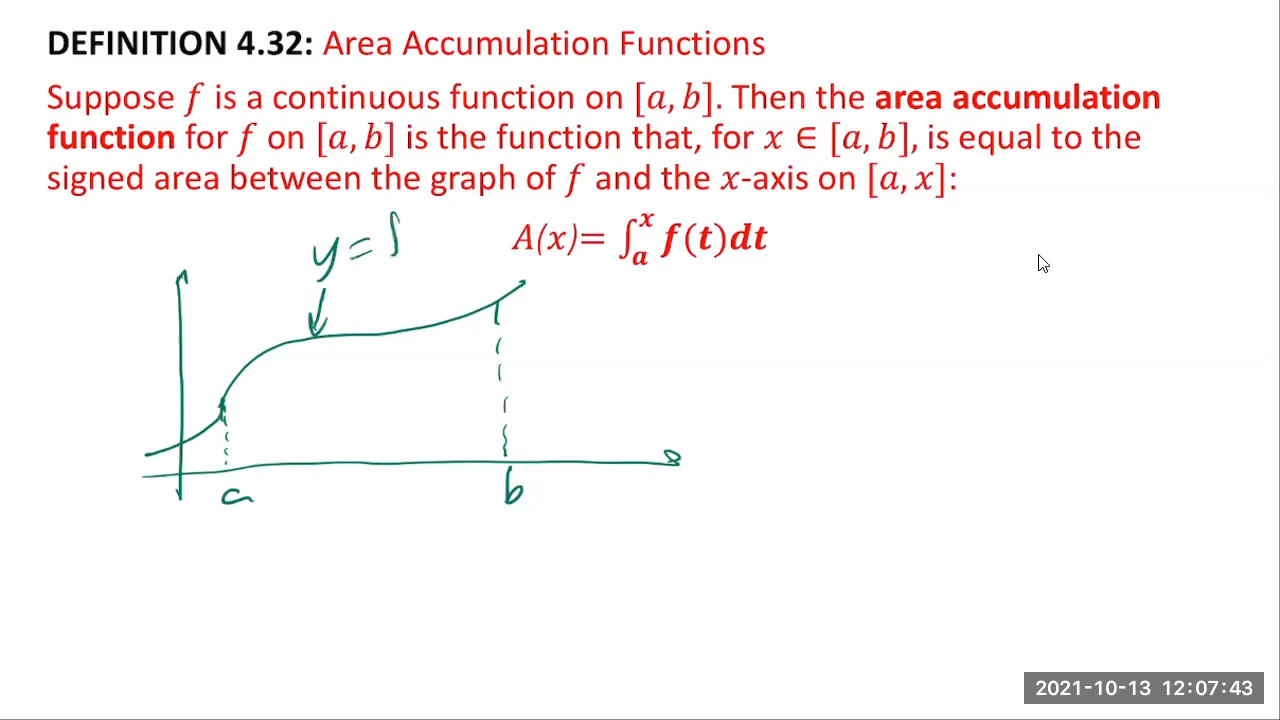 DEFINITION 4.32: Area Accumulation Functions
Suppose f is a continuous function on [a, b]. Then the area accumulation
function for f on [a, b] is the function that, for x ∈ [a, b], is equal to the
signed area between the graph of f and the x-axis on [a, x]:
A(x)= ∫ₐˣ f(t)dt
y = f
a
b
2021-10-13 12:07:43